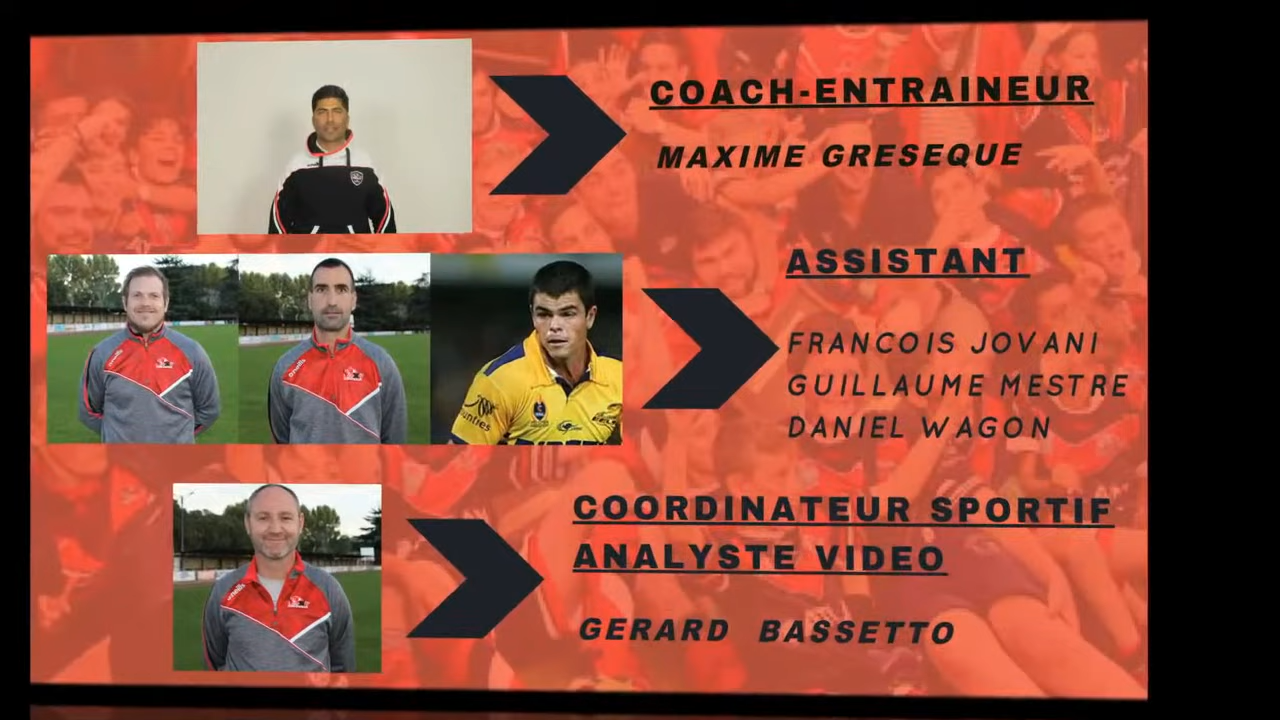 COACH-ENTRAINEUR
MAXIME GRESEQUE
ASSISTANT
FRANCOIS JOVANI
GUILLAUME MESTRE
DANIEL WAGON
COORDINATEUR SPORTIF
ANALYSTE VIDEO
GERARD BASSETTO